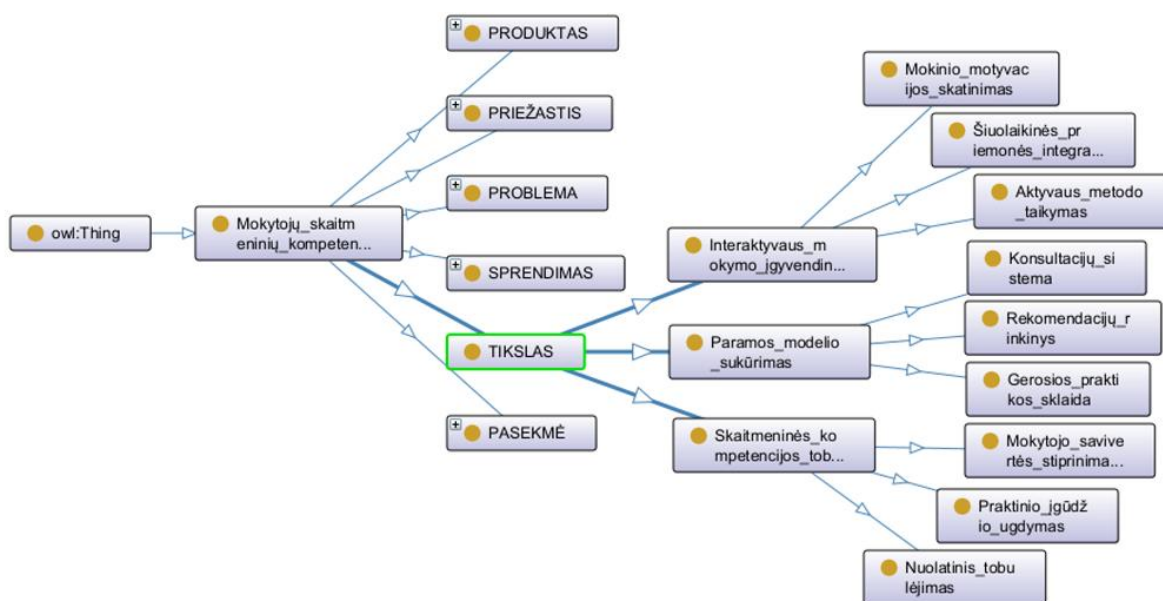 owl:Thing
Mokytojų_skaitm
eninių_kompeten...
PRODUKTAS
PRIEŽASTIS
PROBLEMA
SPRENDIMAS
TIKSLAS
PASEKMĖ
Interaktyvaus_m
okymo_įgyvendin...
Paramos_modelio
_sukūrimas
Skaitmeninės_ko
mpetencijos_tob...
Mokinio_motyvac
ijos_skatinimas
Šiuolaikinės_pr
iemonės_integra...
Aktyvaus_metodo
_taikymas
Konsultacijų_si
stema
Rekomendacijų_r
inkinys
Gerosios_prakti
kos_sklaida
Mokytojo_savive
rtės_stiprinima...
Praktinio_įgūdž
io_ugdymas
Nuolatinis_tobu
lėjimas